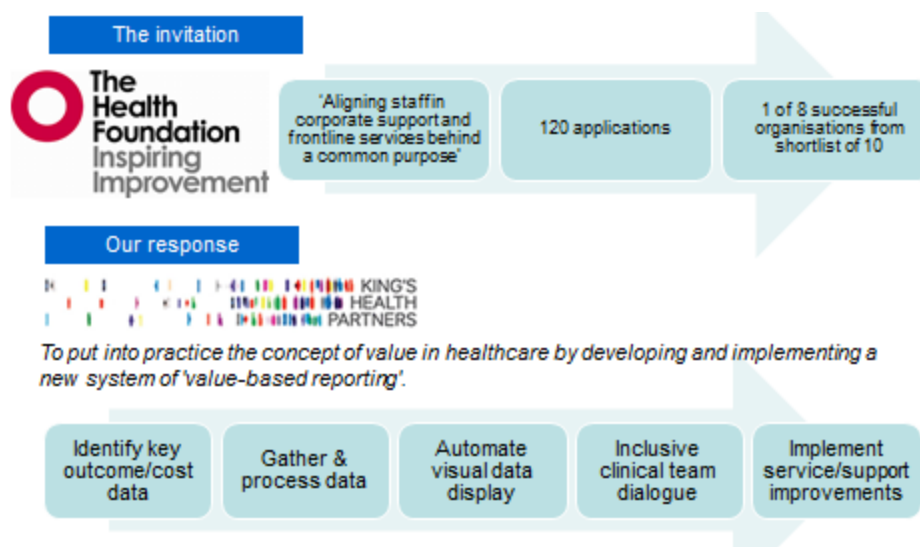 The invitation
The
Health
Foundation
Inspiring
Improvement
'Aligning staff in
corporate support and
frontline services behind
a common purpose'
120 applications
1 of 8 successful
organisations from
shortlist of 10
Our response
KING'S
HEALTH
PARTNERS
To put into practice the concept of value in healthcare by developing and implementing a
new system of 'value-based reporting'.
Identify key
outcome/cost
data
Gather &
process data
Automate
visual data
display
Inclusive
clinical team
dialogue
Implement
service/support
improvements